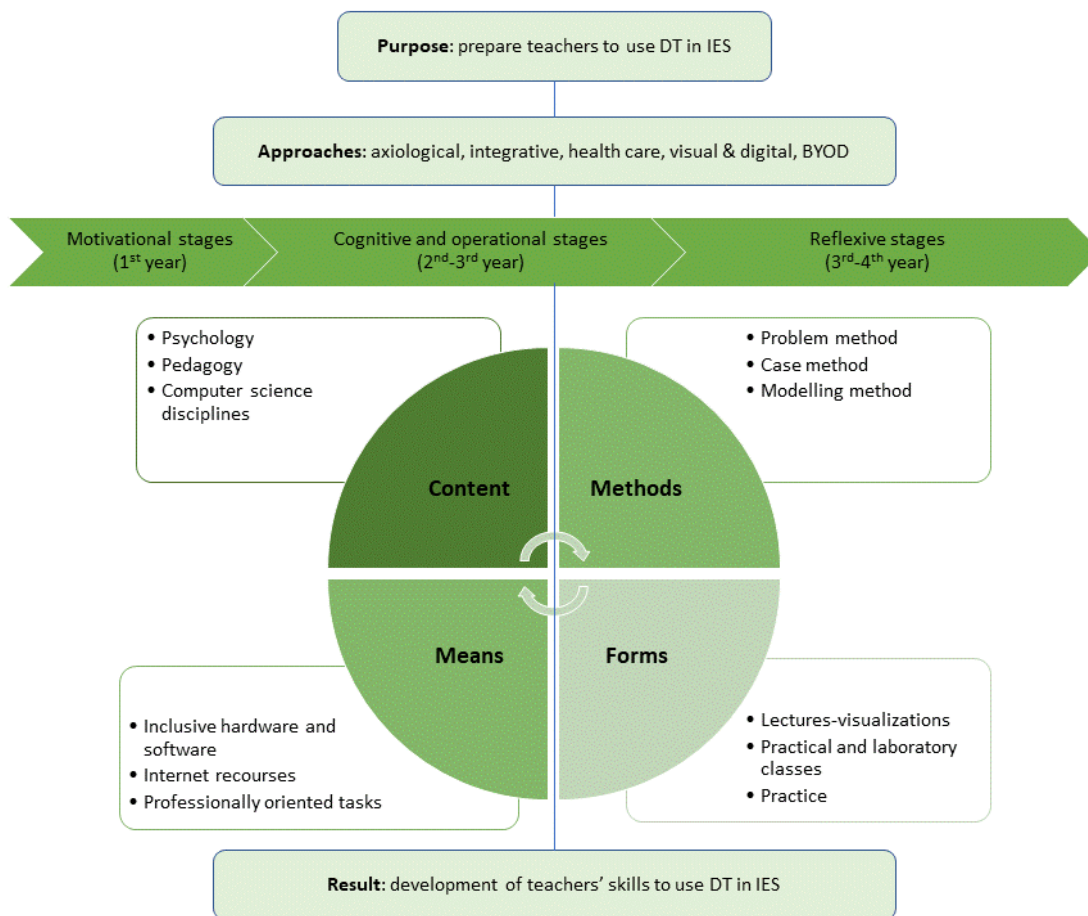 Purpose: prepare teachers to use DT in IES
Approaches: axiological, integrative, health care, visual & digital, BYOD
Motivational stages
(1st year)
Cognitive and operational stages
(2nd-3rd year)
Reflexive stages
(3rd-4th year)
• Psychology
• Pedagogy
• Computer science
disciplines
• Problem method
• Case method
• Modelling method
Content
Methods
Means
Forms
• Inclusive hardware and
software
• Internet recourses
• Professionally oriented tasks
• Lectures-visualizations
• Practical and laboratory
classes
• Practice
Result: development of teachers’ skills to use DT in IES